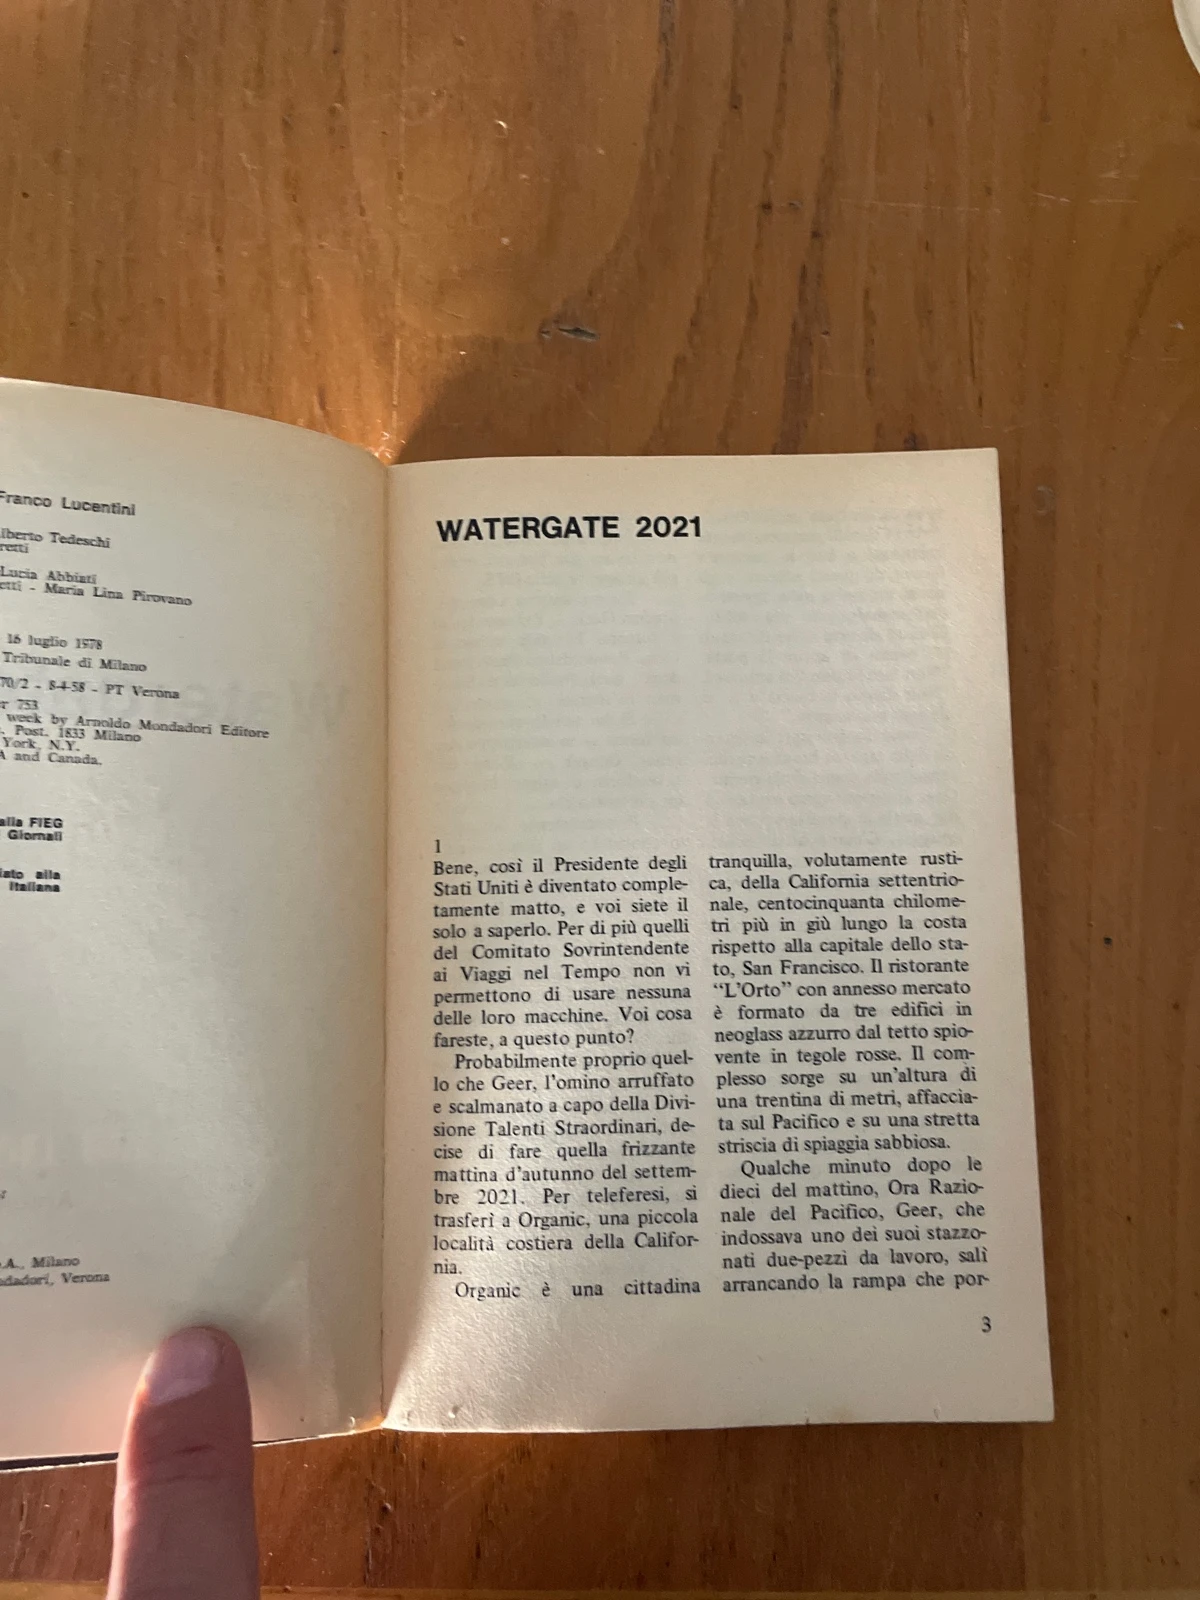 Franco Lucentini
lberto Tedeschi
retti
Lucia Abbiati
etti - Maria Lina Pirovano
16 luglio 1978
Tribunale di Milano
70/2 - 8-4-58 - PT Verona
r 753
week by Arnoldo Mondadori Editore
. Post. 1833 Milano
York, N.Y.
A and Canada.
alla FIEG
Giornali
iato alla
Italiana
.A., Milano
ndadori, Verona
WATERGATE 2021
1
Bene, così il Presidente degli
Stati Uniti è diventato comple-
tamente matto, e voi siete il
solo a saperlo. Per di più quelli
del Comitato Sovrintendente
ai Viaggi nel Tempo non vi
permettono di usare nessuna
delle loro macchine. Voi cosa
fareste, a questo punto?
Probabilmente proprio quel-
lo che Geer, l'omino arruffato
e scalmanato a capo della Divi-
sione Talenti Straordinari, de-
cise di fare quella frizzante
mattina d'autunno del settem-
bre 2021. Per teleferesi, si
trasferì a Organic, una piccola
località costiera della Califor-
nia.
Organic è una cittadina
tranquilla, volutamente rusti-
ca, della California settentrio-
nale, centocinquanta chilome-
tri più in giù lungo la costa
rispetto alla capitale dello sta-
to, San Francisco. Il ristorante
"L'Orto" con annesso mercato
è formato da tre edifici in
neoglass azzurro dal tetto spio-
vente in tegole rosse. Il com-
plesso sorge su un'altura di
una trentina di metri, affaccia-
ta sul Pacifico e su una stretta
striscia di spiaggia sabbiosa.
Qualche minuto dopo le
dieci del mattino, Ora Razio-
nale del Pacifico, Geer, che
indossava uno dei suoi stazzo-
nati due-pezzi da lavoro, salì
arrancando la rampa che por-
3